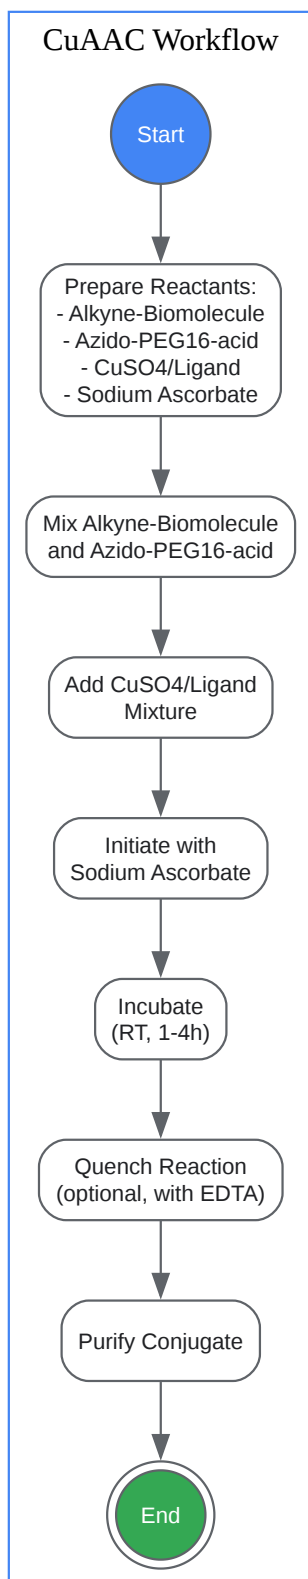 CuAAC Workflow
Start
Prepare Reactants:
- Alkyne-Biomolecule
- Azido-PEG16-acid
- CuSO4/Ligand
- Sodium Ascorbate
Mix Alkyne-Biomolecule
and Azido-PEG16-acid
Add CuSO4/Ligand
Mixture
Initiate with
Sodium Ascorbate
Incubate
(RT, 1-4h)
Quench Reaction
(optional, with EDTA)
Purify Conjugate
End